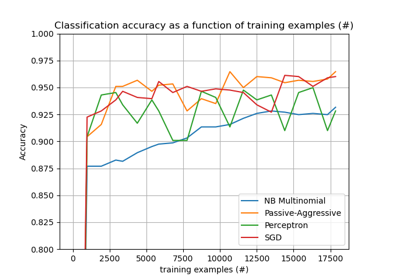 Classification accuracy as a function of training examples (#)
1.000
0.975
0.950
0.925
0.900
0.875
0.850
0.825
0.800
Accuracy
NB Multinomial
Passive-Aggressive
Perceptron
SGD
0 2500 5000 7500 10000 12500 15000 17500
training examples (#)